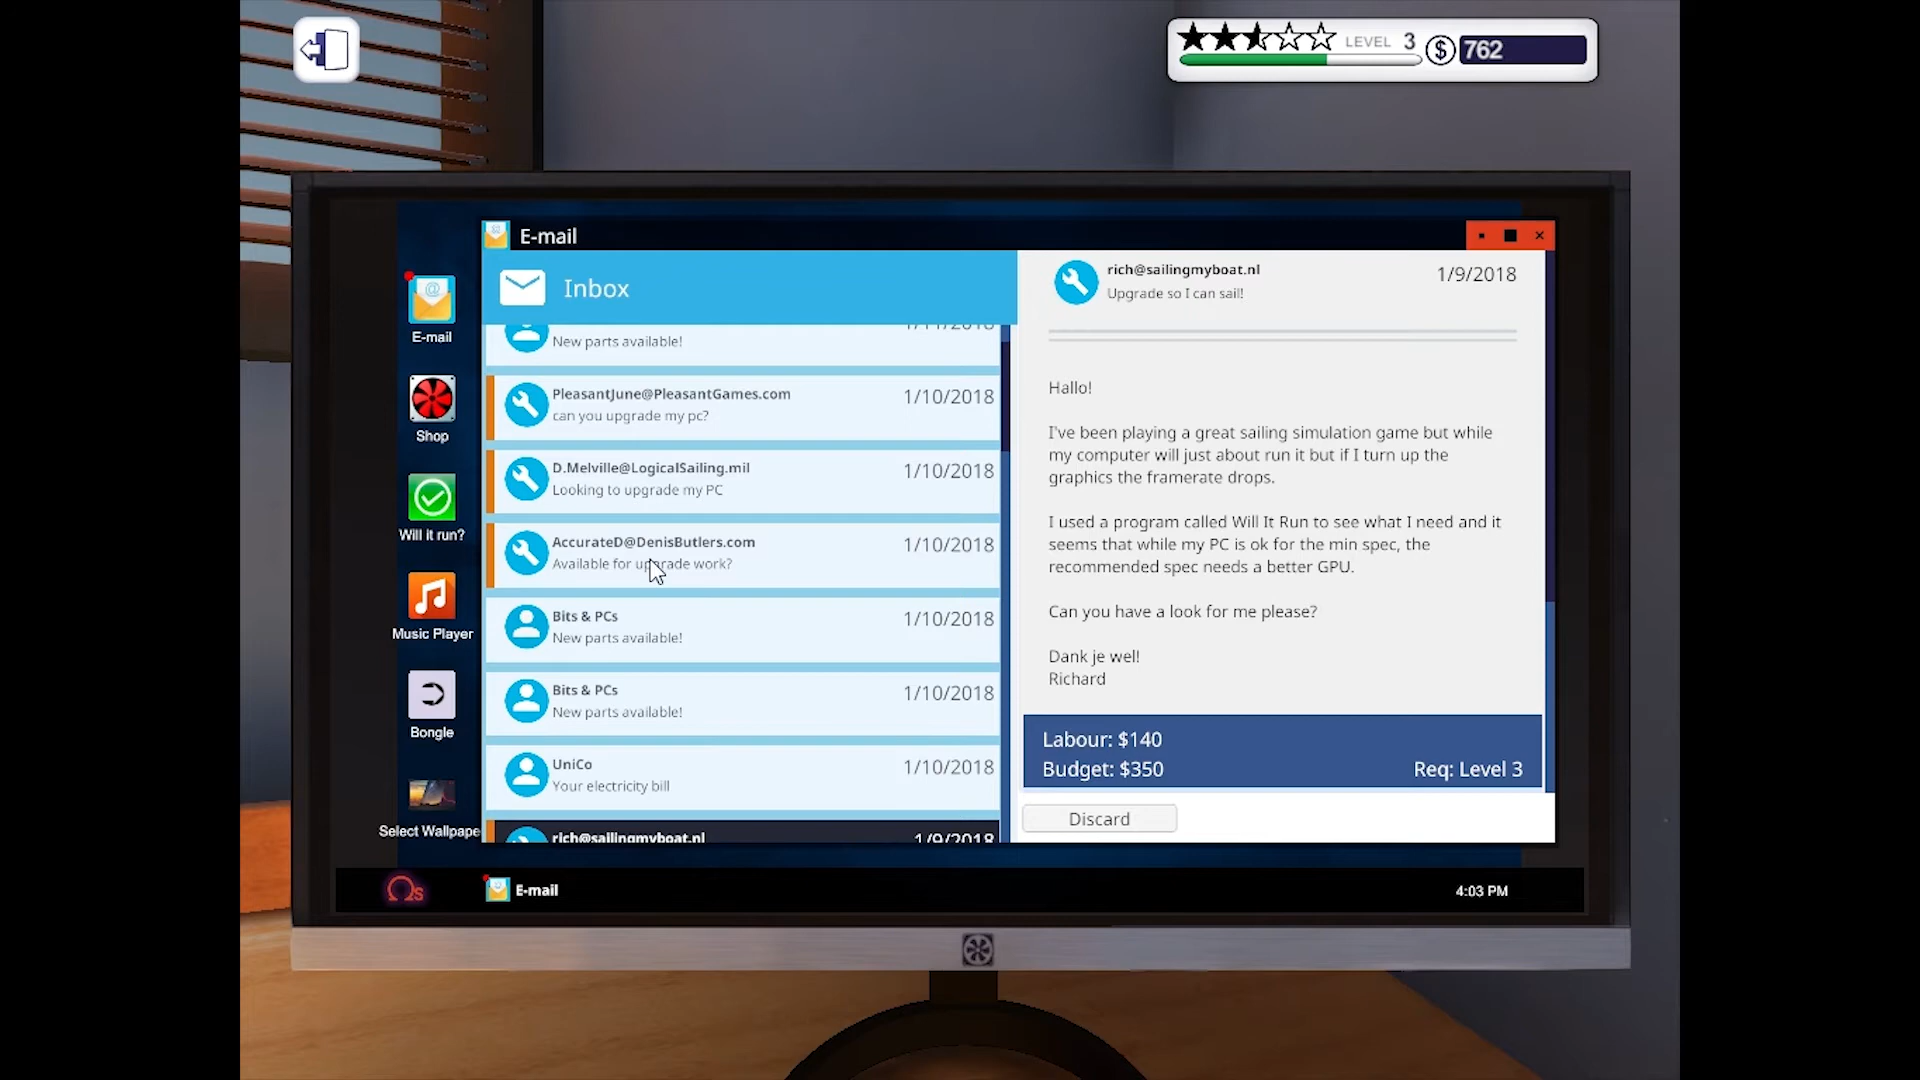 LEVEL 3
762
E-mail
Inbox
New parts available!
PleasantJune@PleasantGames.com
1/10/2018
can you upgrade my pc?
D.Melville@LogicalSailing.mil
1/10/2018
Looking to upgrade my PC
AccurateD@DenisButlers.com
1/10/2018
Available for upgrade work?
Bits & PCs
1/10/2018
New parts available!
Bits & PCs
1/10/2018
New parts available!
UniCo
1/10/2018
Your electricity bill
rich@sailingmyboat.nl
1/9/2018
rich@sailingmyboat.nl
1/9/2018
Upgrade so I can sail!
Hallo!
I've been playing a great sailing simulation game but while
my computer will just about run it but if I turn up the
graphics the framerate drops.
I used a program called Will It Run to see what I need and it
seems that while my PC is ok for the min spec, the
recommended spec needs a better GPU.
Can you have a look for me please?
Dank je wel!
Richard
Labour: $140
Budget: $350
Req: Level 3
Discard
E-mail
Shop
Will it run?
Music Player
Bongle
Select Wallpape
E-mail
4:03 PM